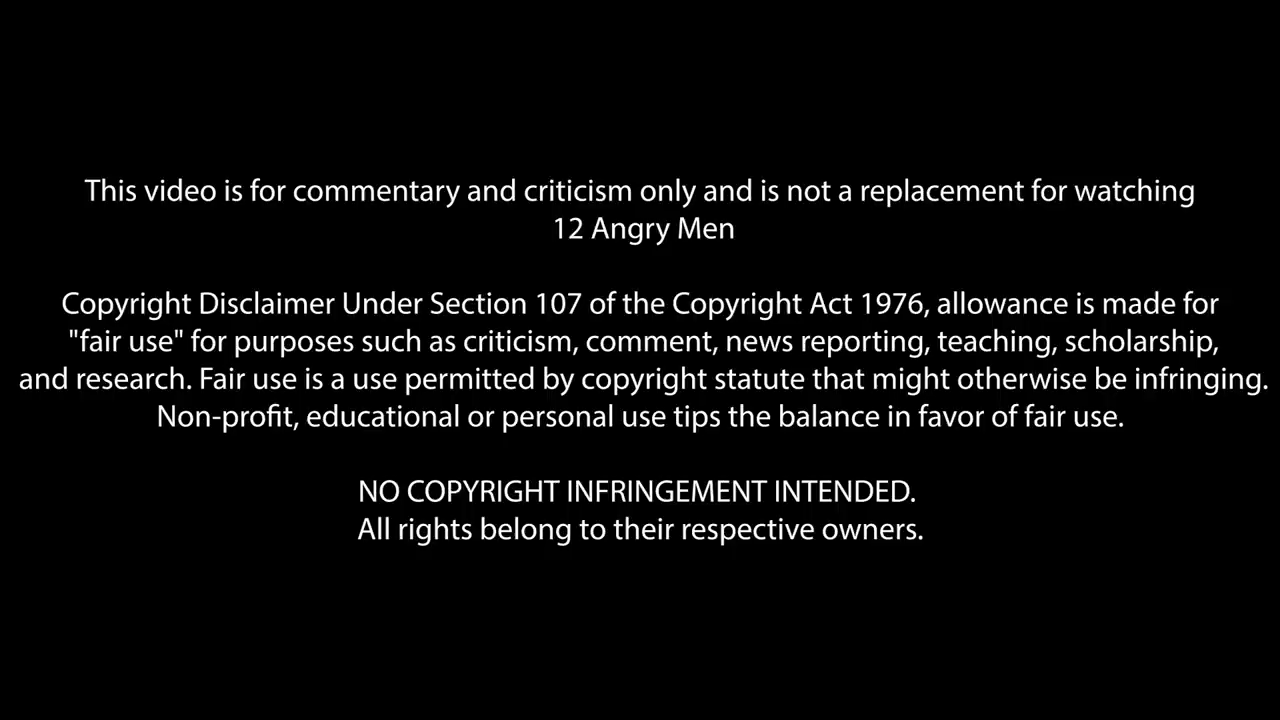 This video is for commentary and criticism only and is not a replacement for watching
12 Angry Men
Copyright Disclaimer Under Section 107 of the Copyright Act 1976, allowance is made for
"fair use" for purposes such as criticism, comment, news reporting, teaching, scholarship,
and research. Fair use is a use permitted by copyright statute that might otherwise be infringing.
Non-profit, educational or personal use tips the balance in favor of fair use.
NO COPYRIGHT INFRINGEMENT INTENDED.
All rights belong to their respective owners.